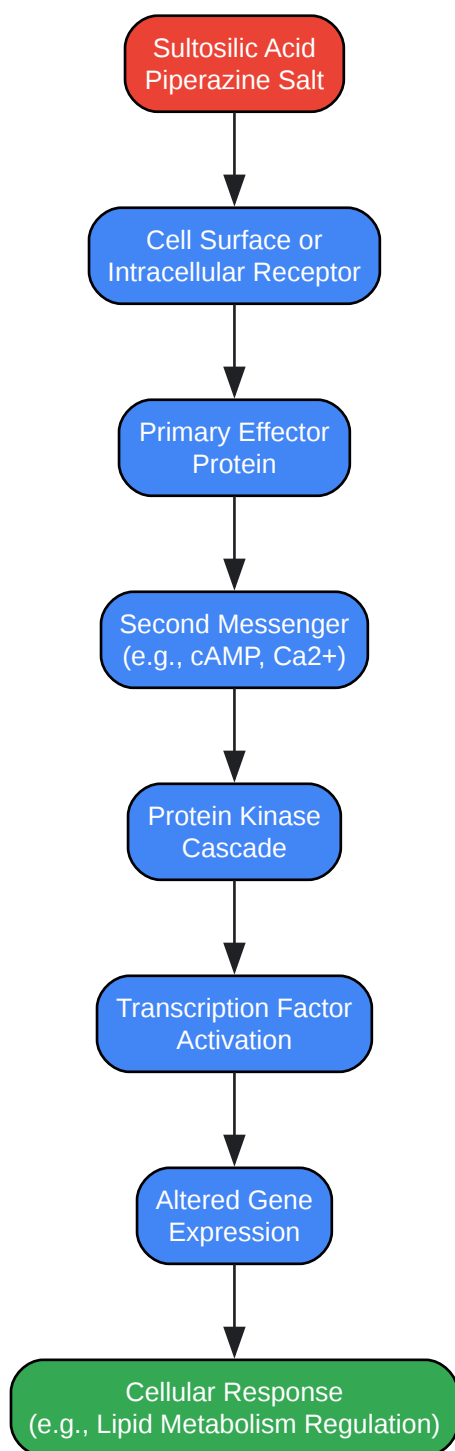 Sultosilic Acid
Piperazine Salt
Cell Surface or
Intracellular Receptor
Primary Effector
Protein
Second Messenger
(e.g., cAMP, Ca2+)
Protein Kinase
Cascade
Transcription Factor
Activation
Altered Gene
Expression
Cellular Response
(e.g., Lipid Metabolism Regulation)